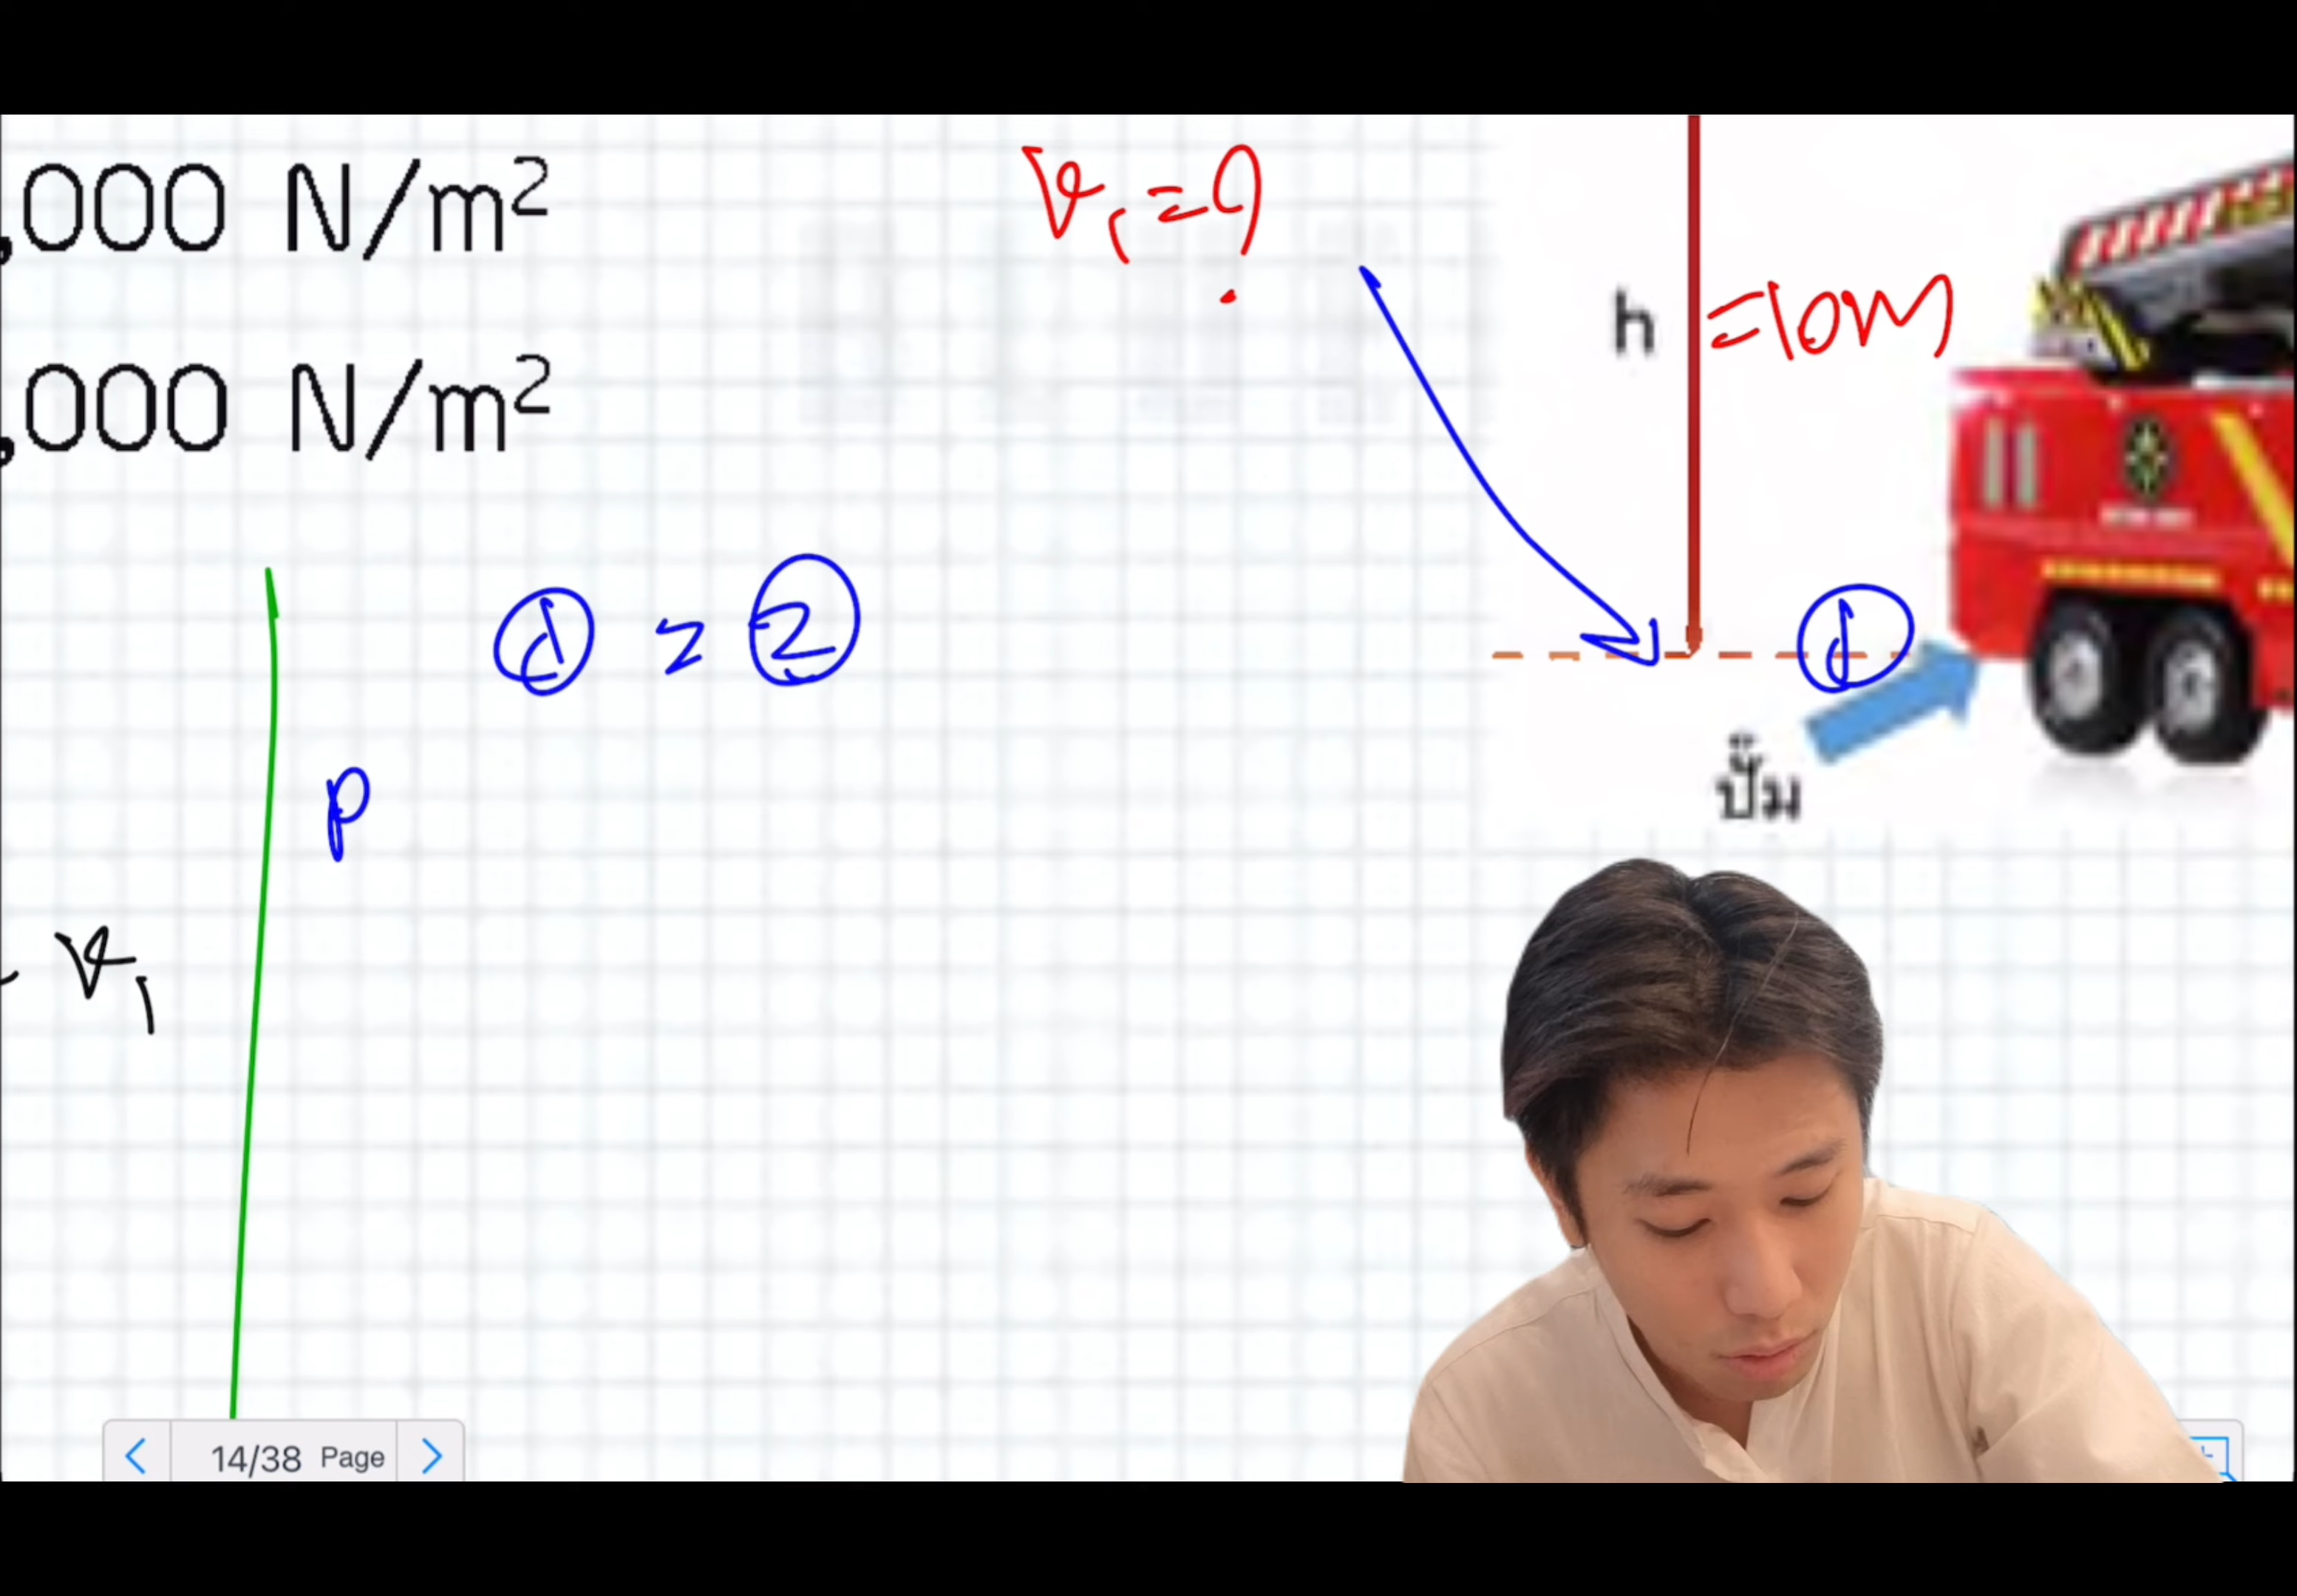 ,000 N/m²
,000 N/m²
v₁ = ?
h = 10m
① = ②
①
ปั๊ม
P
v₁
14/38 Page